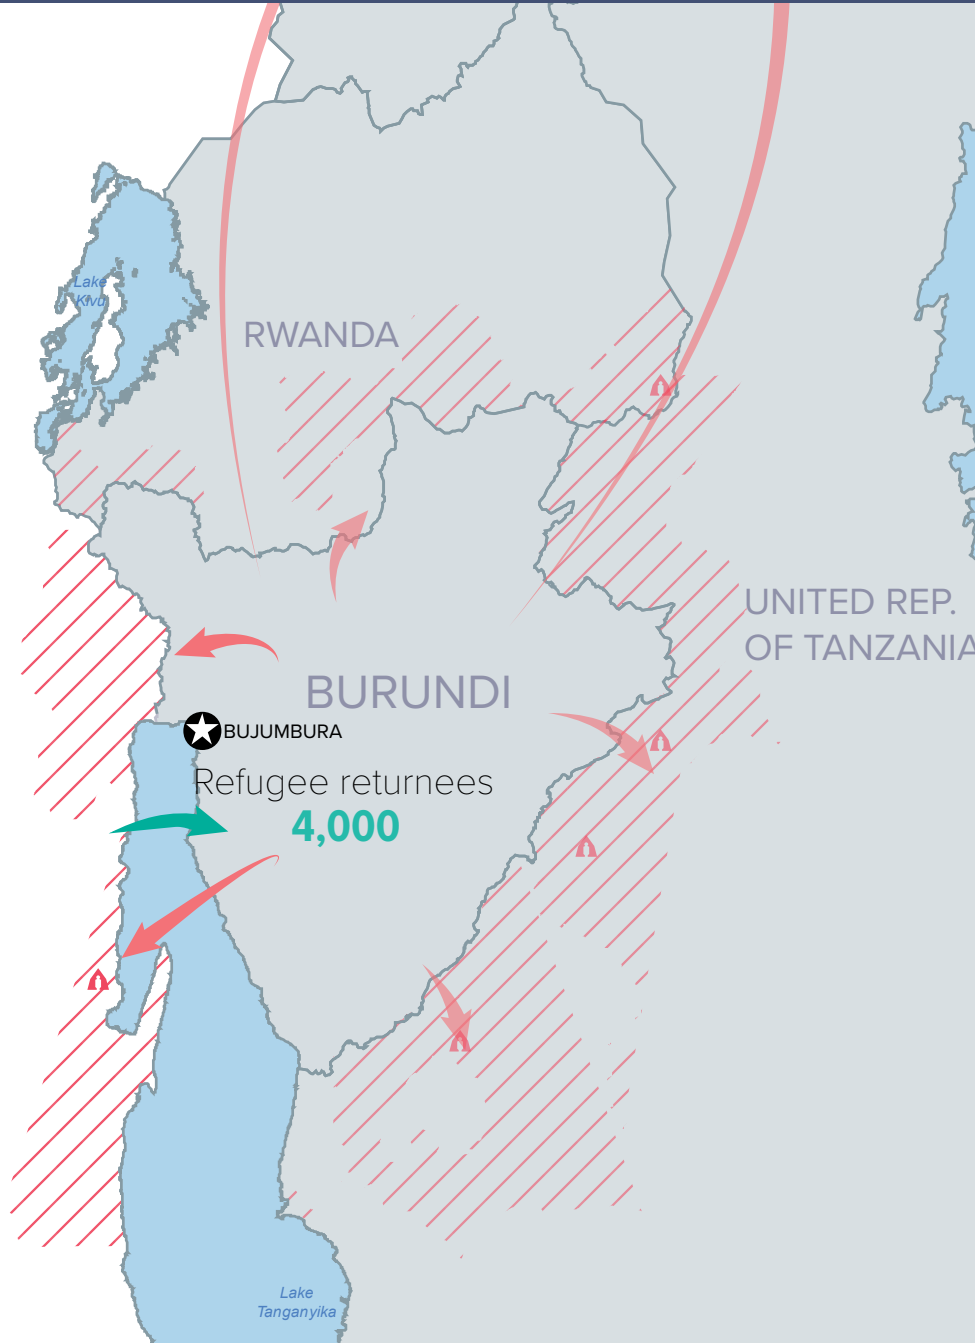 Lake
Kivu
RWANDA
UNITED REP.
OF TANZANIA
BURUNDI
BUJUMBURA
Refugee returnees
4,000
Lake
Tanganyika